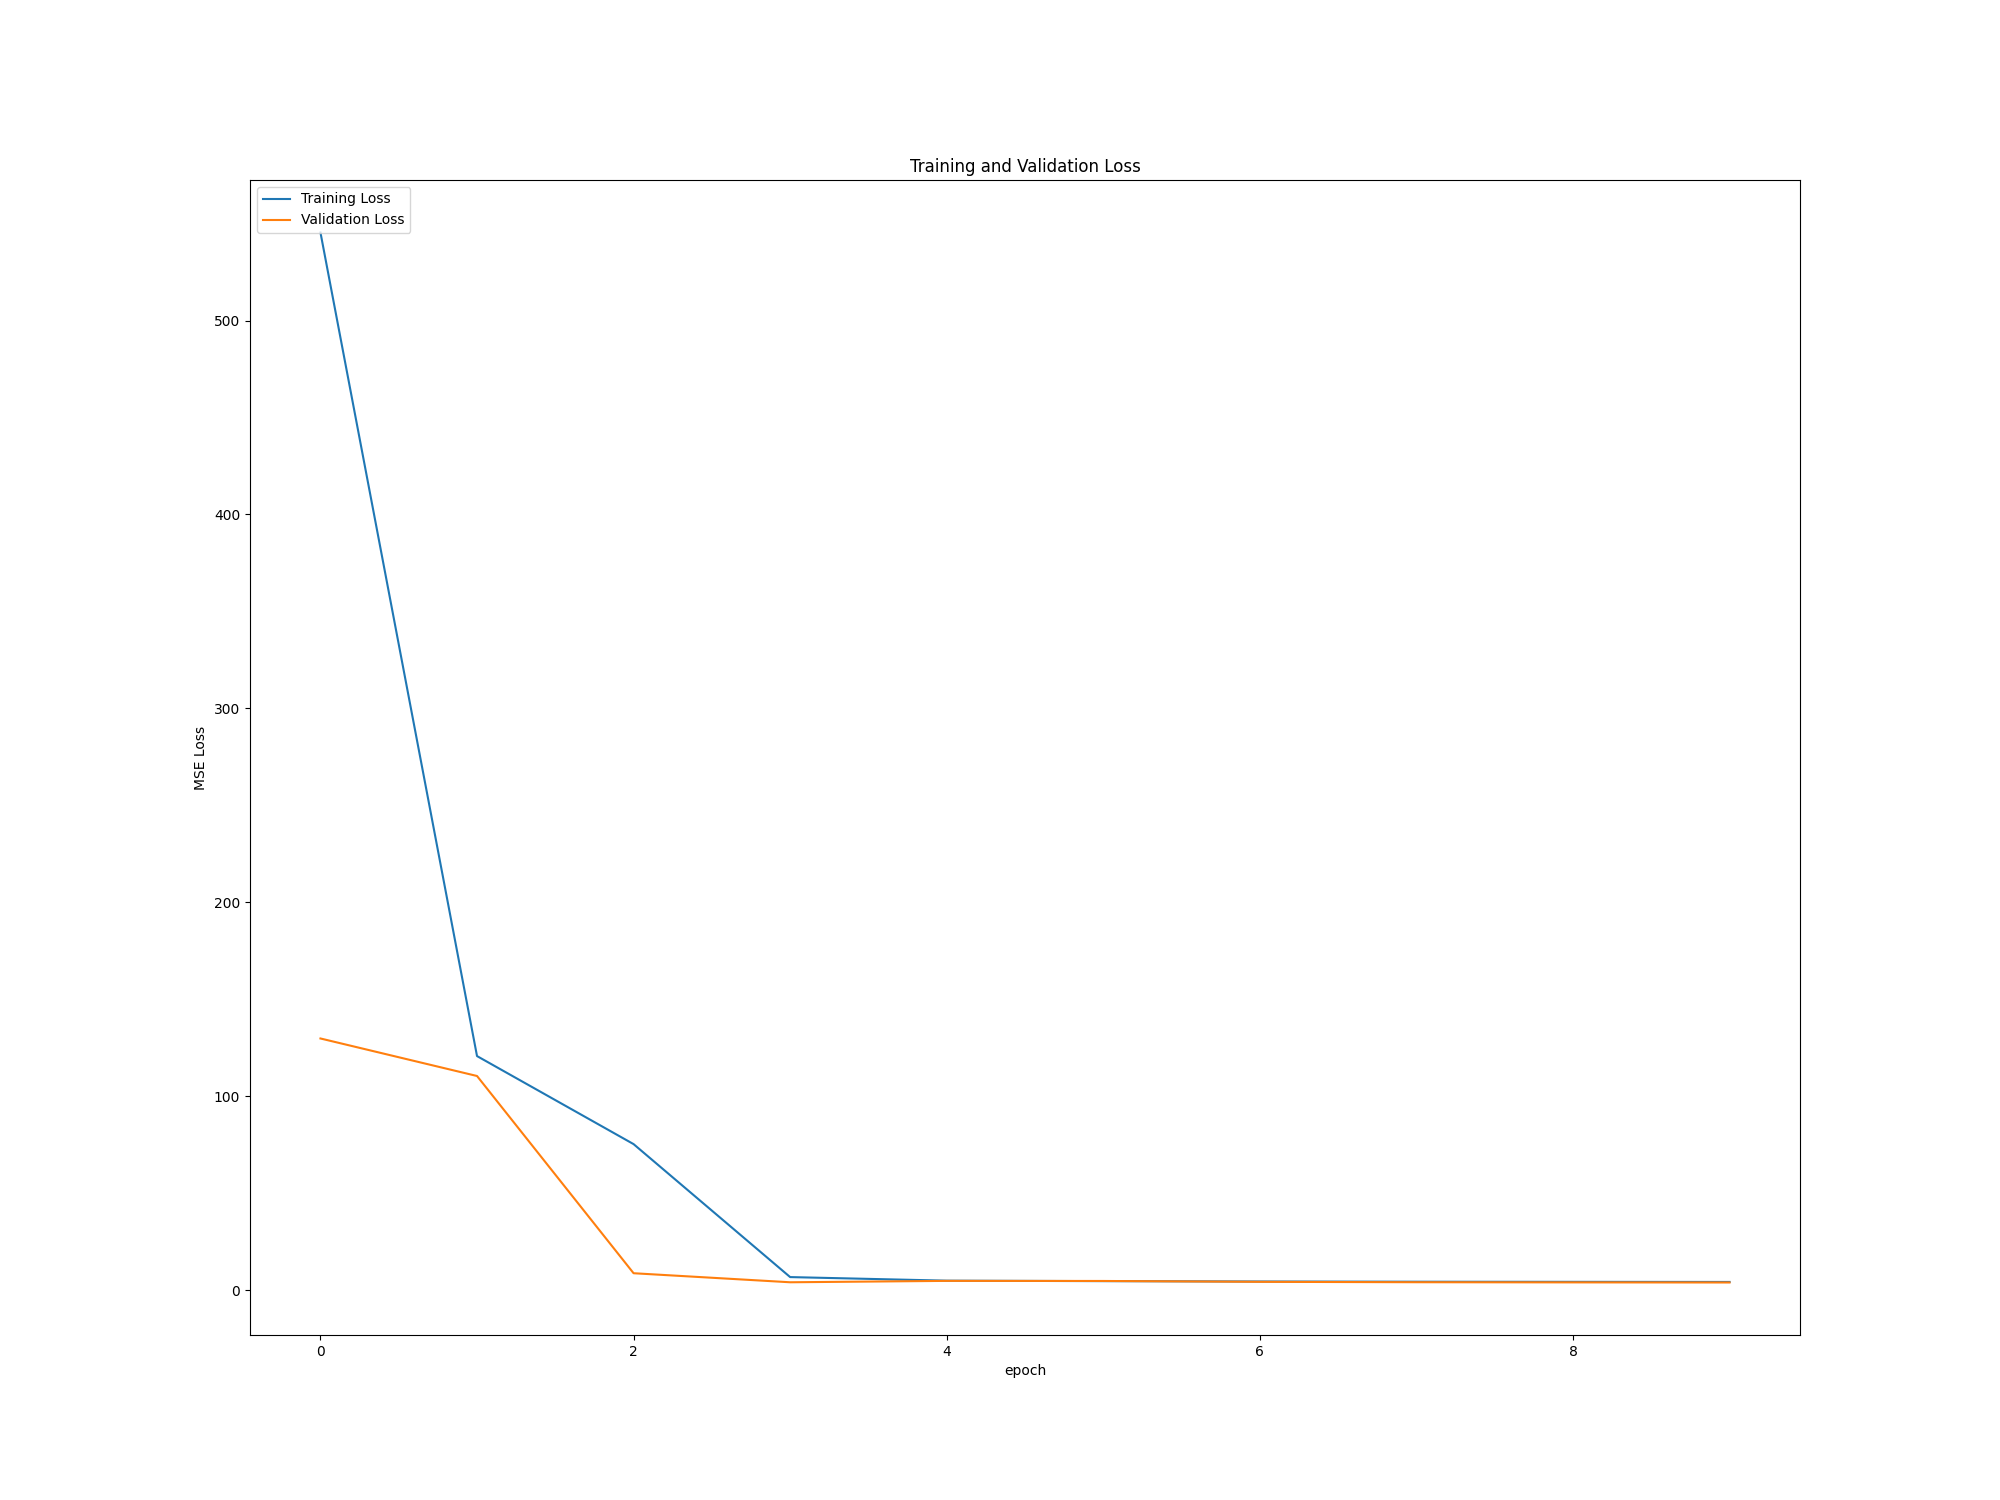 Training and Validation Loss
Training Loss
Validation Loss
500
400
300
200
100
0
MSE Loss
0 2 4 6 8
epoch